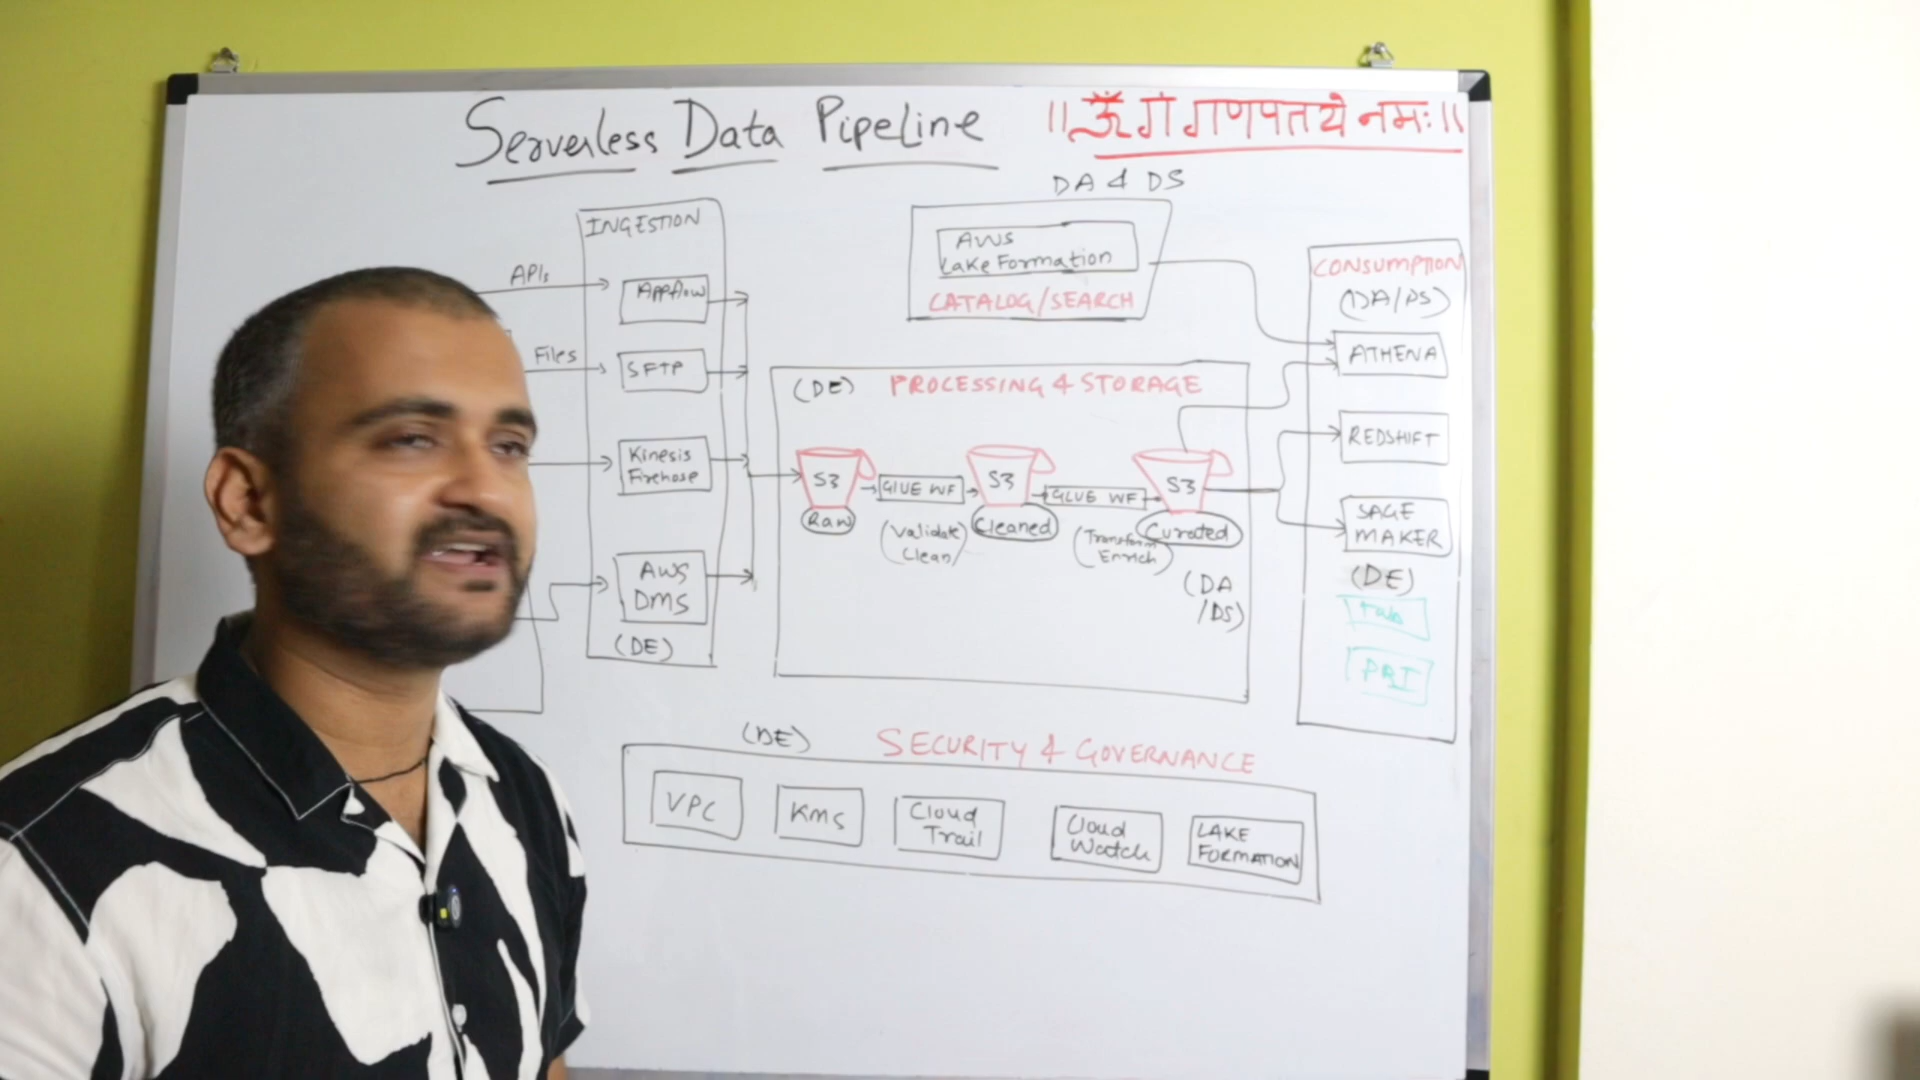 Serverless Data Pipeline
||ॐ गं गणपतये नमः||
APIs
Files
INGESTION
Appflow
SFTP
Kinesis
Firehose
AWS
DMS
(DE)
DA & DS
AWS
Lake Formation
CATALOG/SEARCH
(DE) PROCESSING & STORAGE
S3
Raw
GLUE WF
(Validate
Clean)
S3
Cleaned
GLUE WF
(Transform
Enrich)
S3
Curated
(DA
/DS)
CONSUMPTION
(DA/DS)
ATHENA
REDSHIFT
SAGE
MAKER
(DE)
(DE) SECURITY & GOVERNANCE
VPC
KMS
Cloud
Trail
Cloud
Watch
LAKE
FORMATION